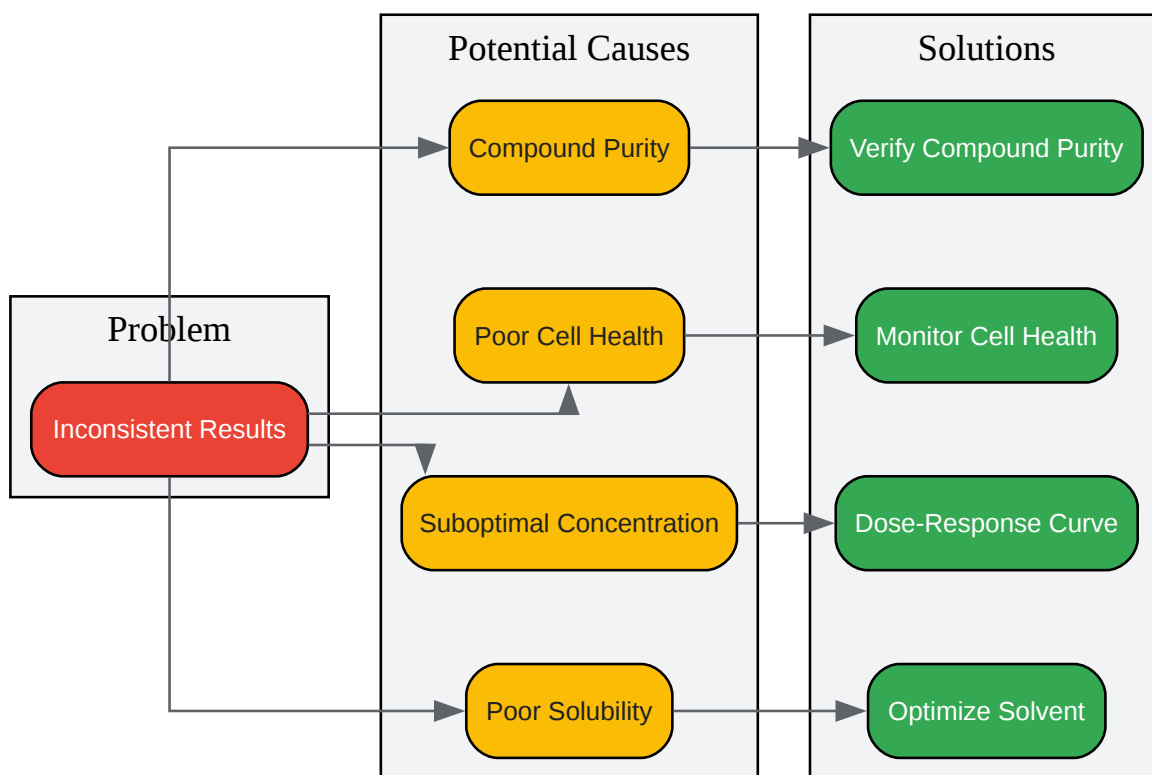 Potential Causes
Solutions
Compound Purity
Verify Compound Purity
Problem
Poor Cell Health
Monitor Cell Health
Inconsistent Results
Suboptimal Concentration
Dose-Response Curve
Poor Solubility
Optimize Solvent